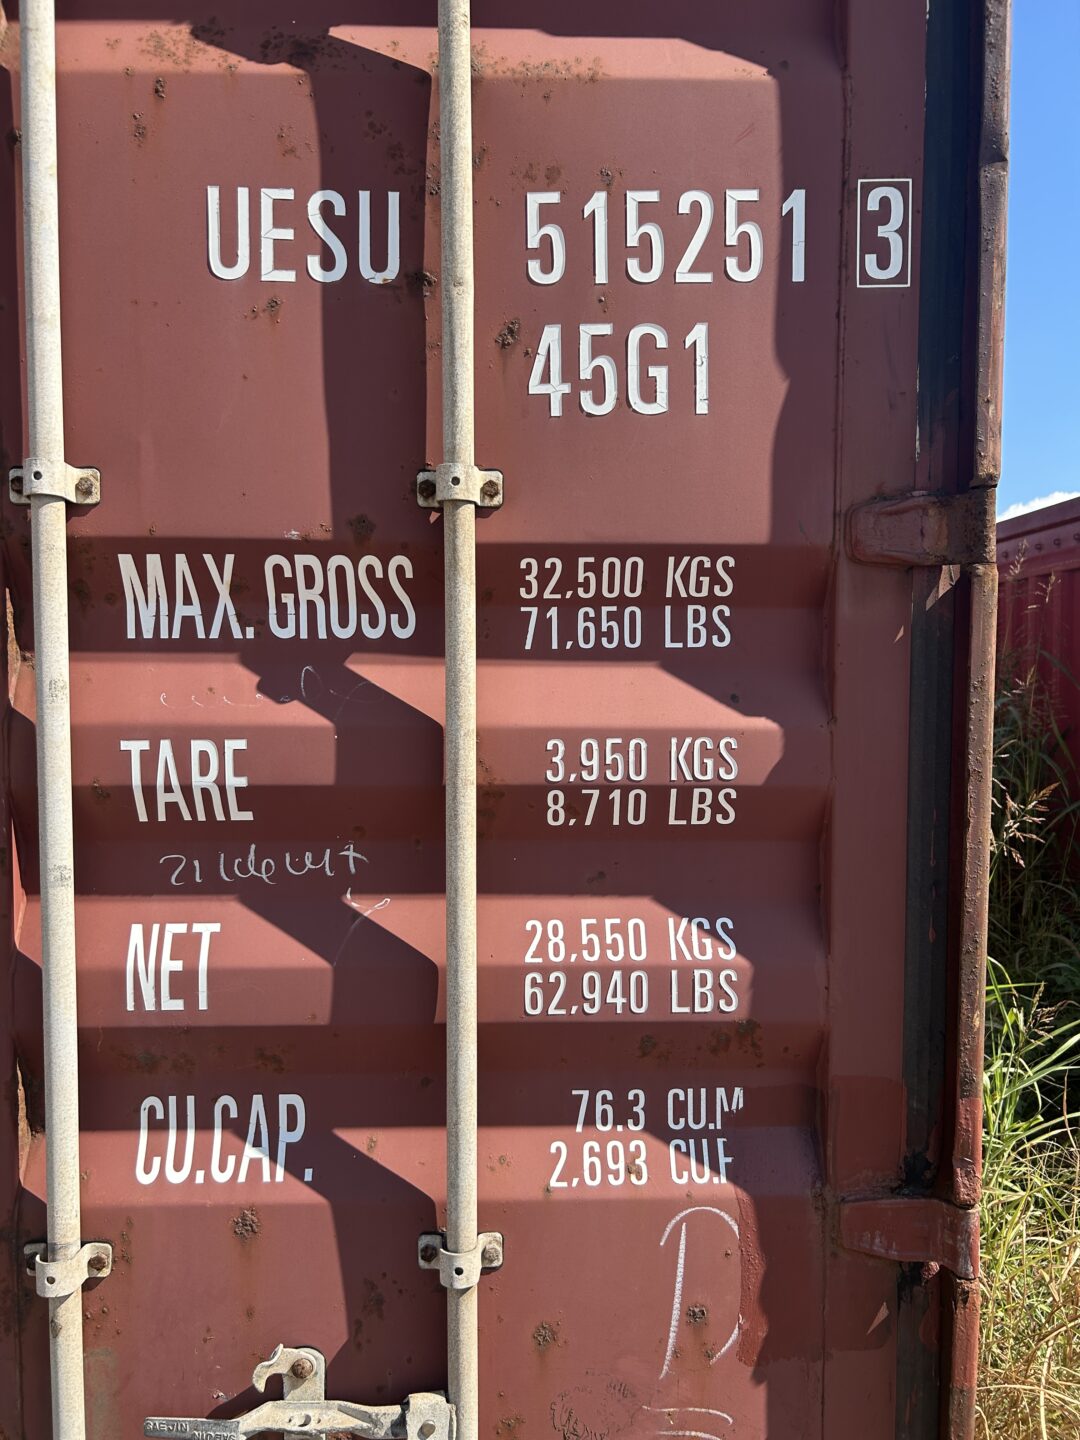 UESU 515251 3
45G1
MAX. GROSS 32,500 KGS
71,650 LBS
TARE 3,950 KGS
8,710 LBS
NET 28,550 KGS
62,940 LBS
CU.CAP. 76.3 CU.M
2,693 CU.F
D